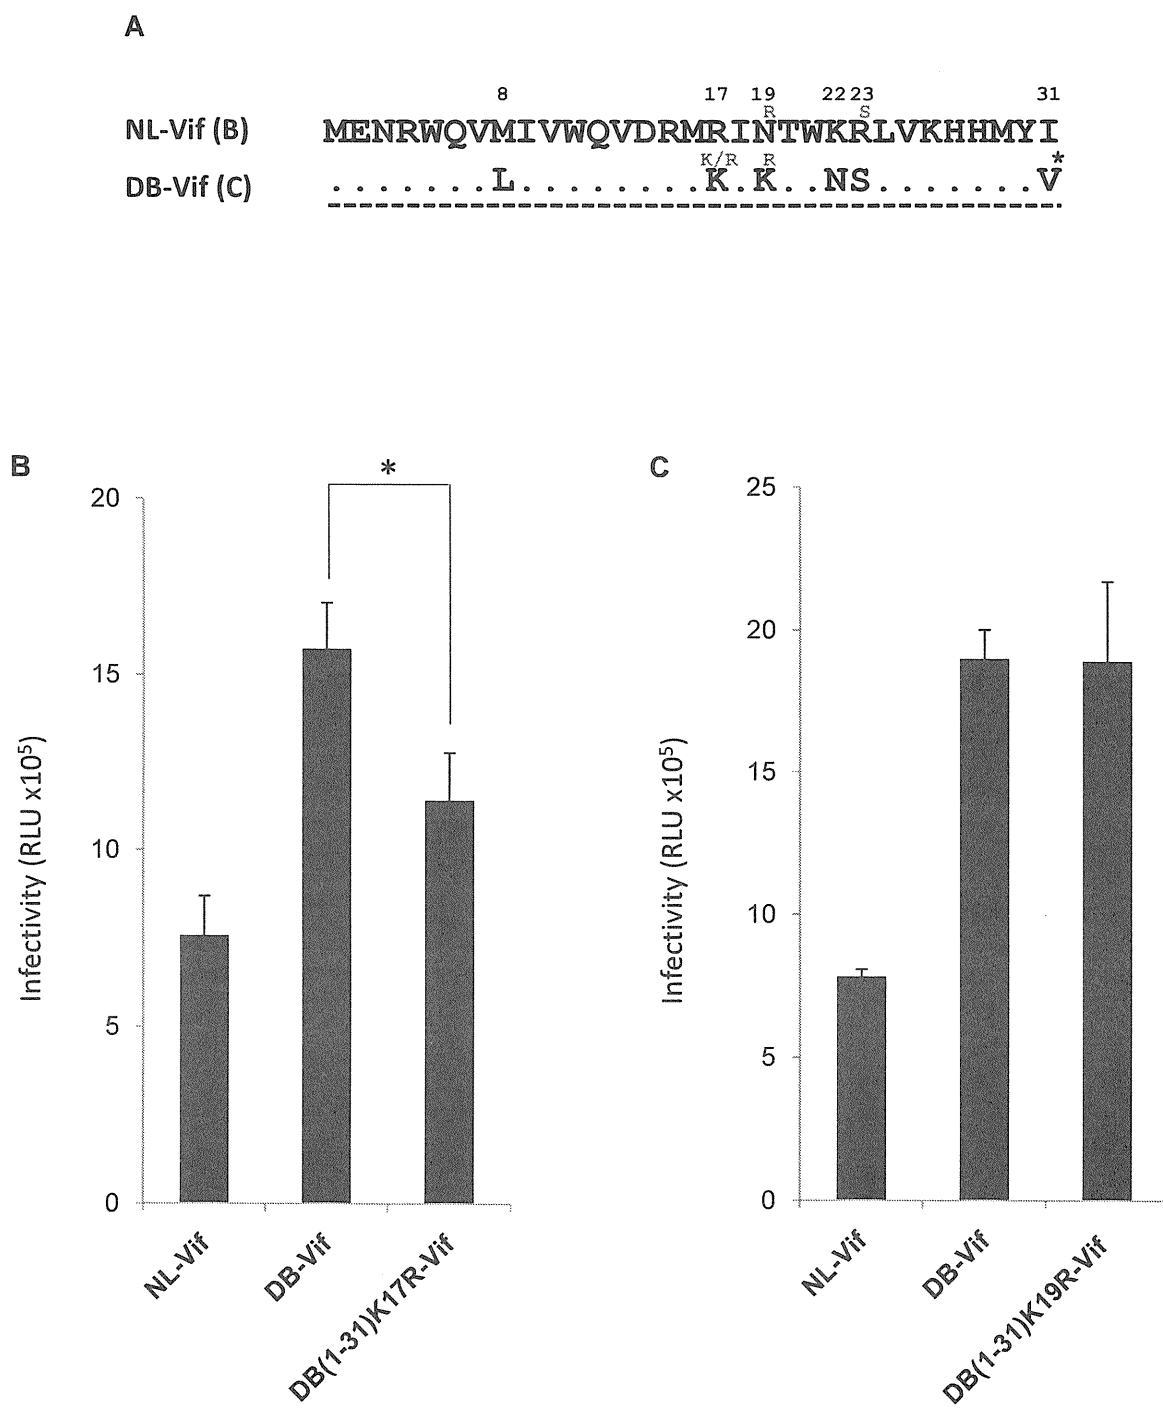 A
8 17 19 22 23 31
R S
NL-Vif (B) MENRWQVMIVWQVDRMRINTWKRLVKHHMYI
K/R R *
DB-Vif (C) .......L........K.K..NS.......V
B
*
20
15
10
5
0
Infectivity (RLU x10⁵)
NL-Vif
DB-Vif
DB(1-31)K17R-Vif
C
25
20
15
10
5
0
Infectivity (RLU x10⁵)
NL-Vif
DB-Vif
DB(1-31)K19R-Vif